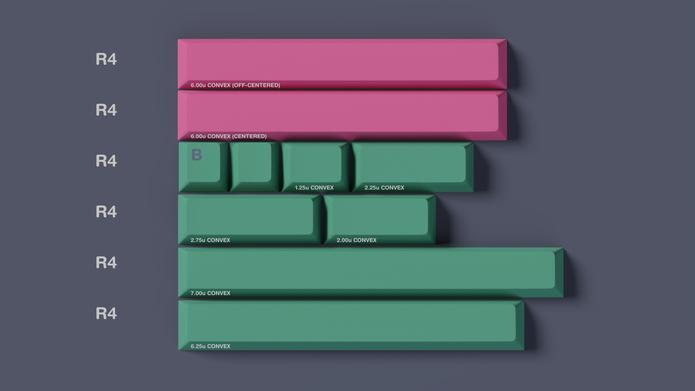 R4
6.00u CONVEX (OFF-CENTERED)
R4
6.00u CONVEX (CENTERED)
R4
B
1.25u CONVEX
2.25u CONVEX
R4
2.75u CONVEX
2.00u CONVEX
R4
7.00u CONVEX
R4
6.25u CONVEX